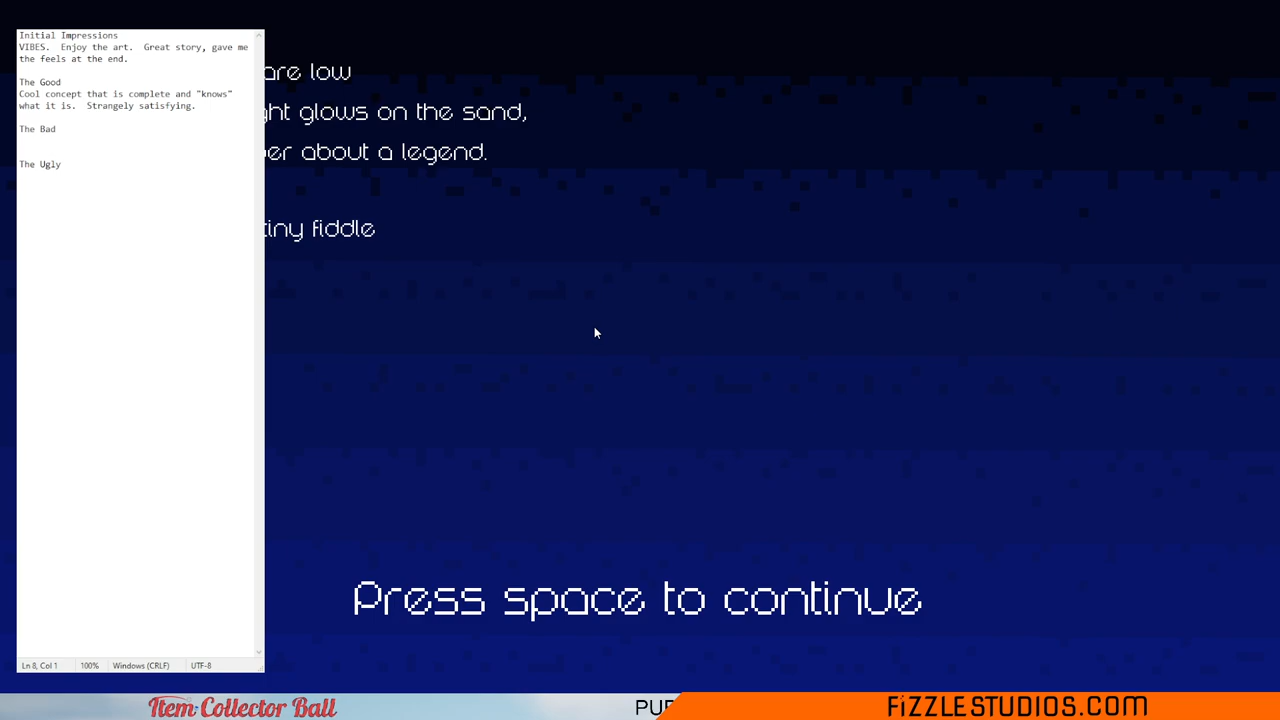 Initial Impressions
VIBES.  Enjoy the art.  Great story, gave me
the feels at the end.
The Good
Cool concept that is complete and "knows"
what it is.  Strangely satisfying.
The Bad
The Ugly
are low
ght glows on the sand,
er about a legend.
tiny fiddle
Press space to continue
Ln 8, Col 1
100%
Windows (CRLF)
UTF-8
Item Collector Ball
FIZZLESTUDIOS.COM